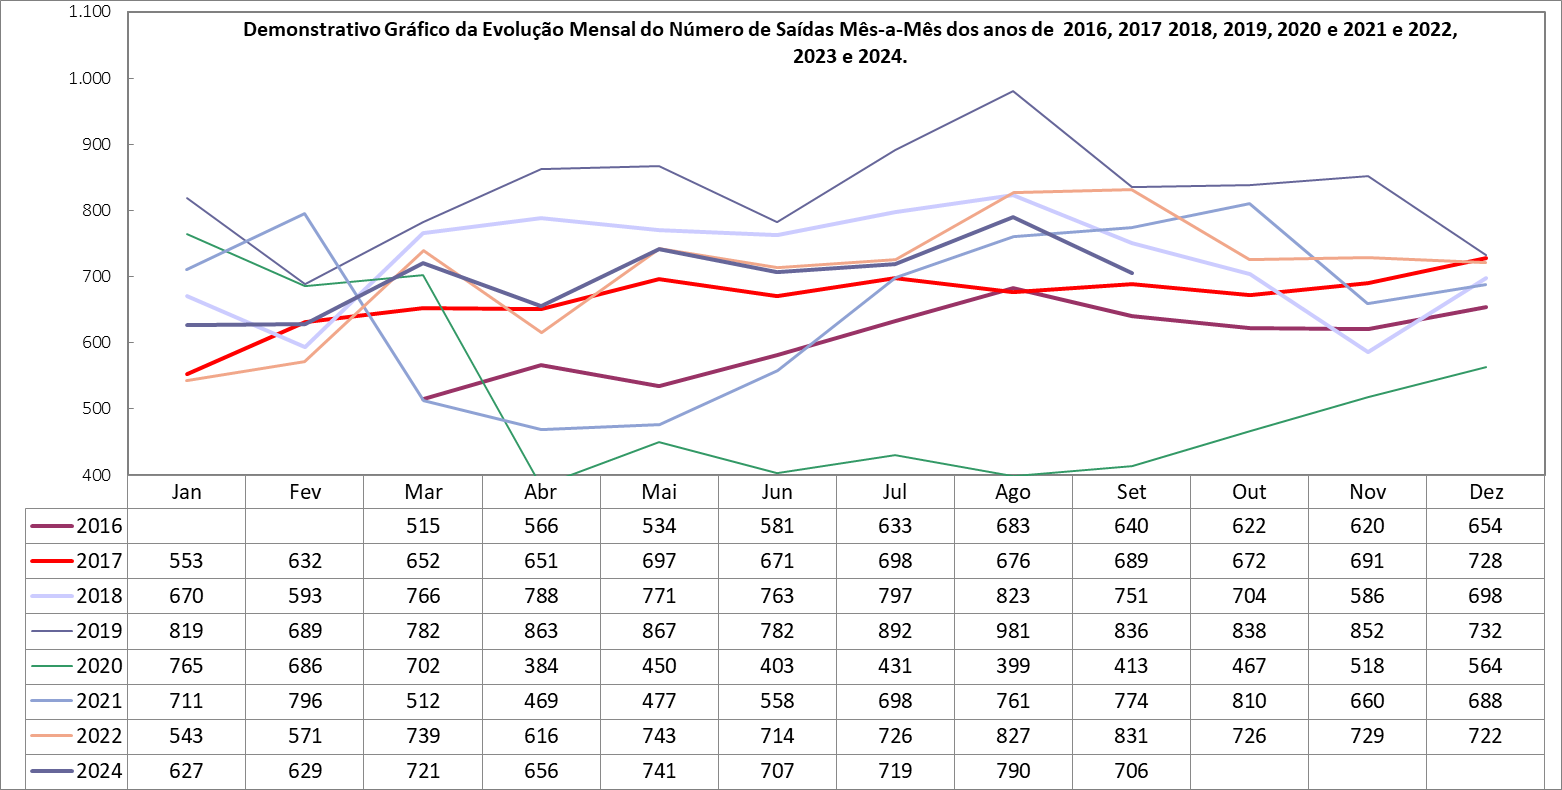 Demonstrativo Gráfico da Evolução Mensal do Número de Saídas Mês-a-Mês dos anos de 2016, 2017 2018, 2019, 2020 e 2021 e 2022,
2023 e 2024.
1.100
1.000
900
800
700
600
500
400
Jan Fev Mar Abr Mai Jun Jul Ago Set Out Nov Dez
2016 515 566 534 581 633 683 640 622 620 654
2017 553 632 652 651 697 671 698 676 689 672 691 728
2018 670 593 766 788 771 763 797 823 751 704 586 698
2019 819 689 782 863 867 782 892 981 836 838 852 732
2020 765 686 702 384 450 403 431 399 413 467 518 564
2021 711 796 512 469 477 558 698 761 774 810 660 688
2022 543 571 739 616 743 714 726 827 831 726 729 722
2024 627 629 721 656 741 707 719 790 706